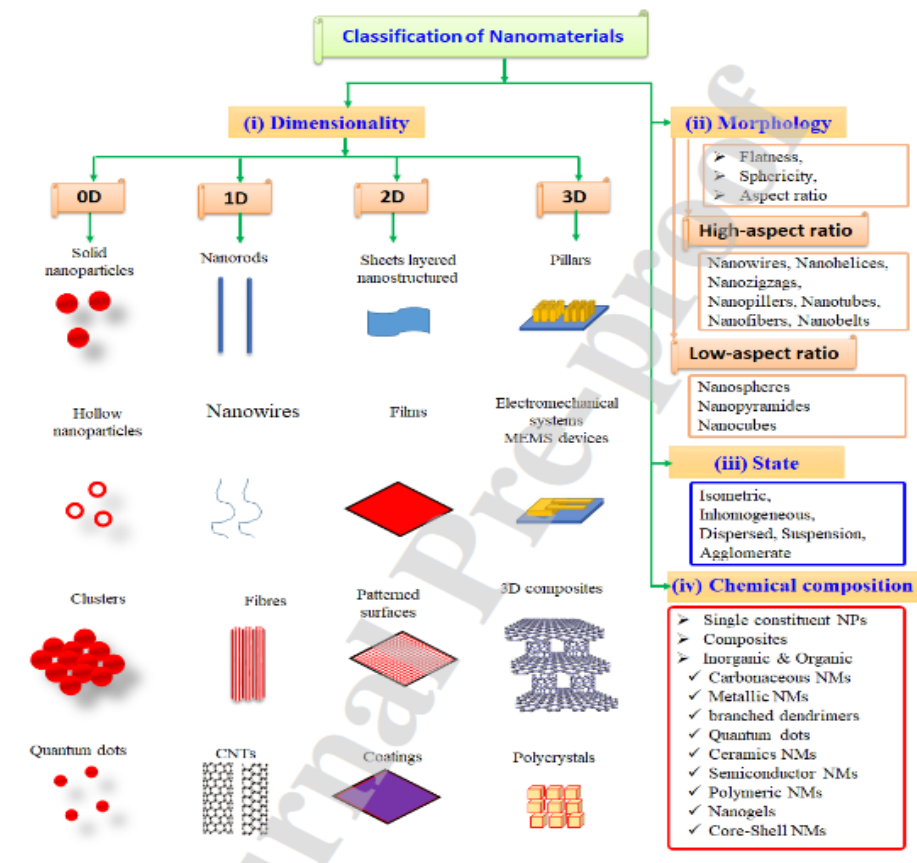 Classification of Nanomaterials
(i) Dimensionality
0D
1D
2D
3D
Solid
nanoparticles
Nanorods
Sheets layered
nanostructured
Pillars
Hollow
nanoparticles
Nanowires
Films
Electromechanical
systems
MEMS devices
Clusters
Fibres
Patterned
surfaces
3D composites
Quantum dots
CNTs
Coatings
Polycrystals
(ii) Morphology
➢ Flatness,
➢ Sphericity,
➢ Aspect ratio
High-aspect ratio
Nanowires, Nanohelices,
Nanozigzags,
Nanopillers, Nanotubes,
Nanofibers, Nanobelts
Low-aspect ratio
Nanospheres
Nanopyramides
Nanocubes
(iii) State
Isometric,
Inhomogeneous,
Dispersed, Suspension,
Agglomerate
(iv) Chemical composition
➢ Single constituent NPs
➢ Composites
➢ Inorganic & Organic
✓ Carbonaceous NMs
✓ Metallic NMs
✓ branched dendrimers
✓ Quantum dots
✓ Ceramics NMs
✓ Semiconductor NMs
✓ Polymeric NMs
✓ Nanogels
✓ Core-Shell NMs
urnal Pre-proof